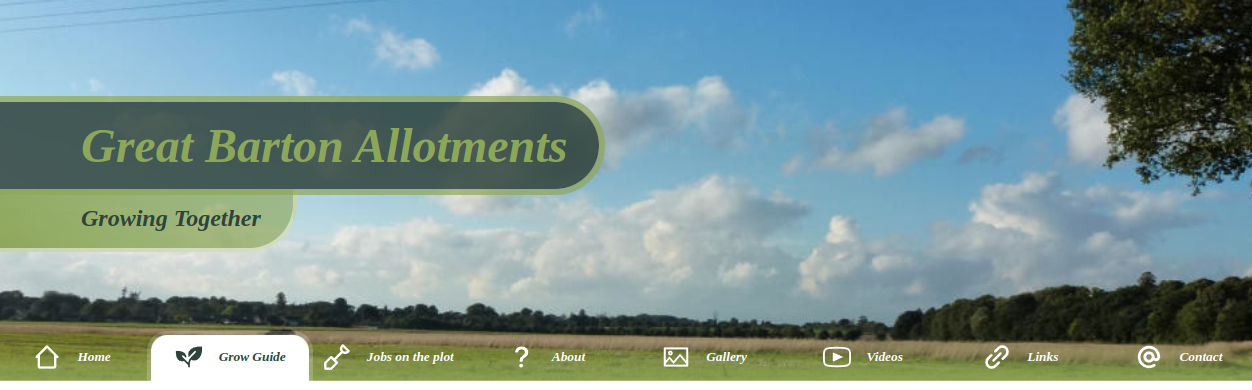 Great Barton Allotments
Growing Together
Home Grow Guide Jobs on the plot About Gallery Videos Links Contact